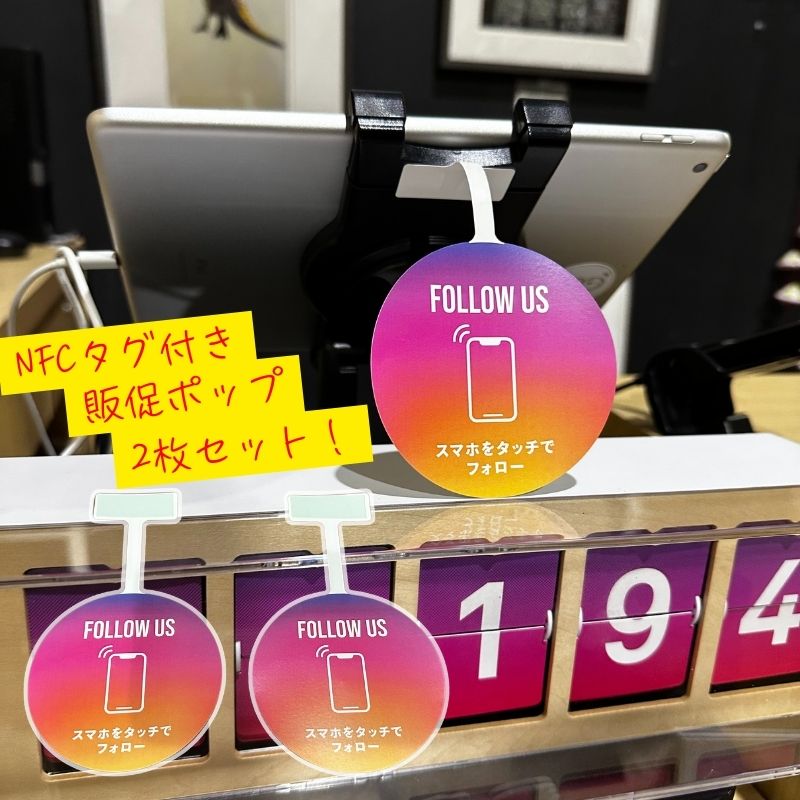 FOLLOW US
スマホをタッチで
フォロー
NFCタグ付き
販促ポップ
2枚セット！
FOLLOW US
スマホをタッチで
フォロー
FOLLOW US
スマホをタッチで
フォロー
1 9 4